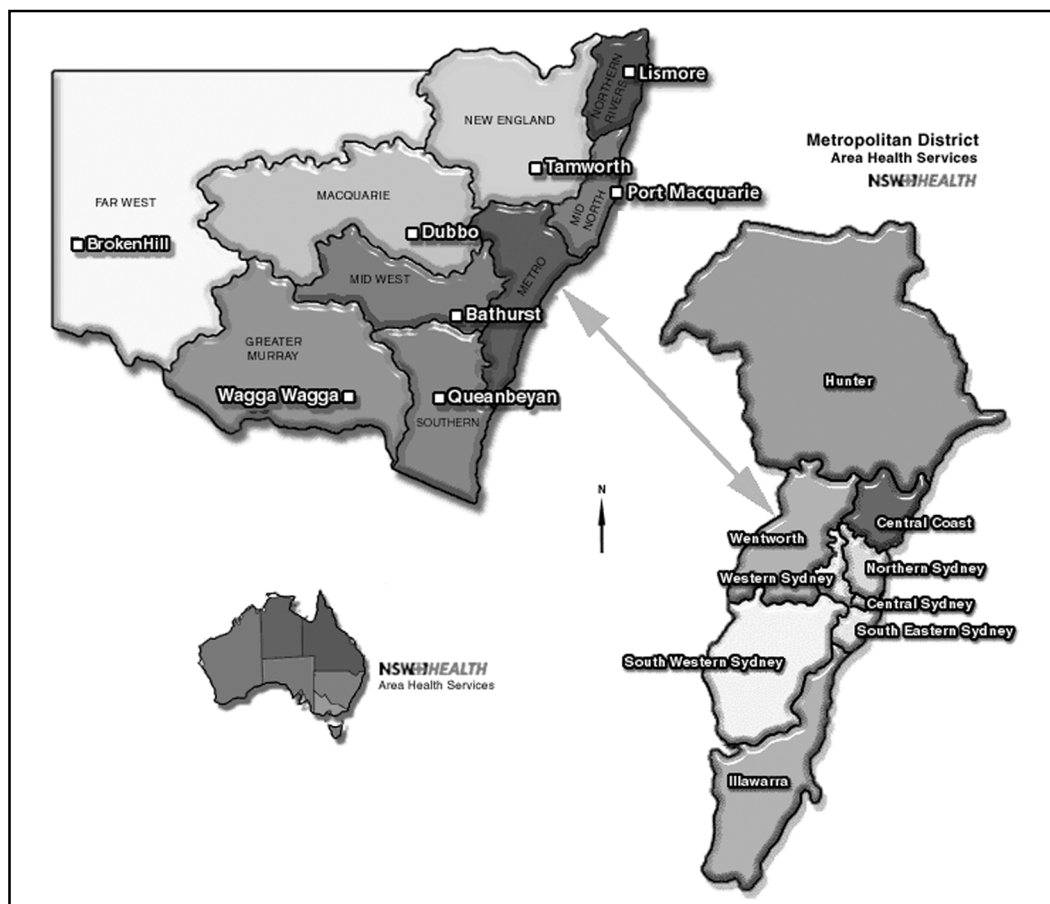 Lismore
NORTHERN
RIVERS
NEW ENGLAND
Tamworth
Port Macquarie
MID
NORTH
MACQUARIE
FAR WEST
BrokenHill
Dubbo
MID WEST
METRO
Bathurst
GREATER
MURRAY
Wagga Wagga
Queanbeyan
SOUTHERN
N
NSW HEALTH
Area Health Services
Metropolitan District
Area Health Services
NSW HEALTH
Hunter
Central Coast
Wentworth
Northern Sydney
Western Sydney
Central Sydney
South Eastern Sydney
South Western Sydney
Illawarra